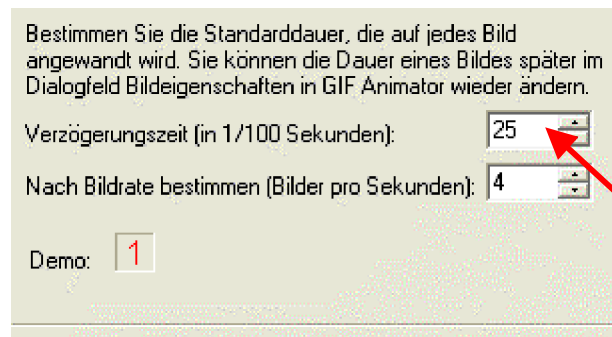 Bestimmen Sie die Standarddauer, die auf jedes Bild
angewandt wird. Sie können die Dauer eines Bildes später im
Dialogfeld Bildeigenschaften in GIF Animator wieder ändern.
Verzögerungszeit (in 1/100 Sekunden): 25
Nach Bildrate bestimmen (Bilder pro Sekunden): 4
Demo: 1